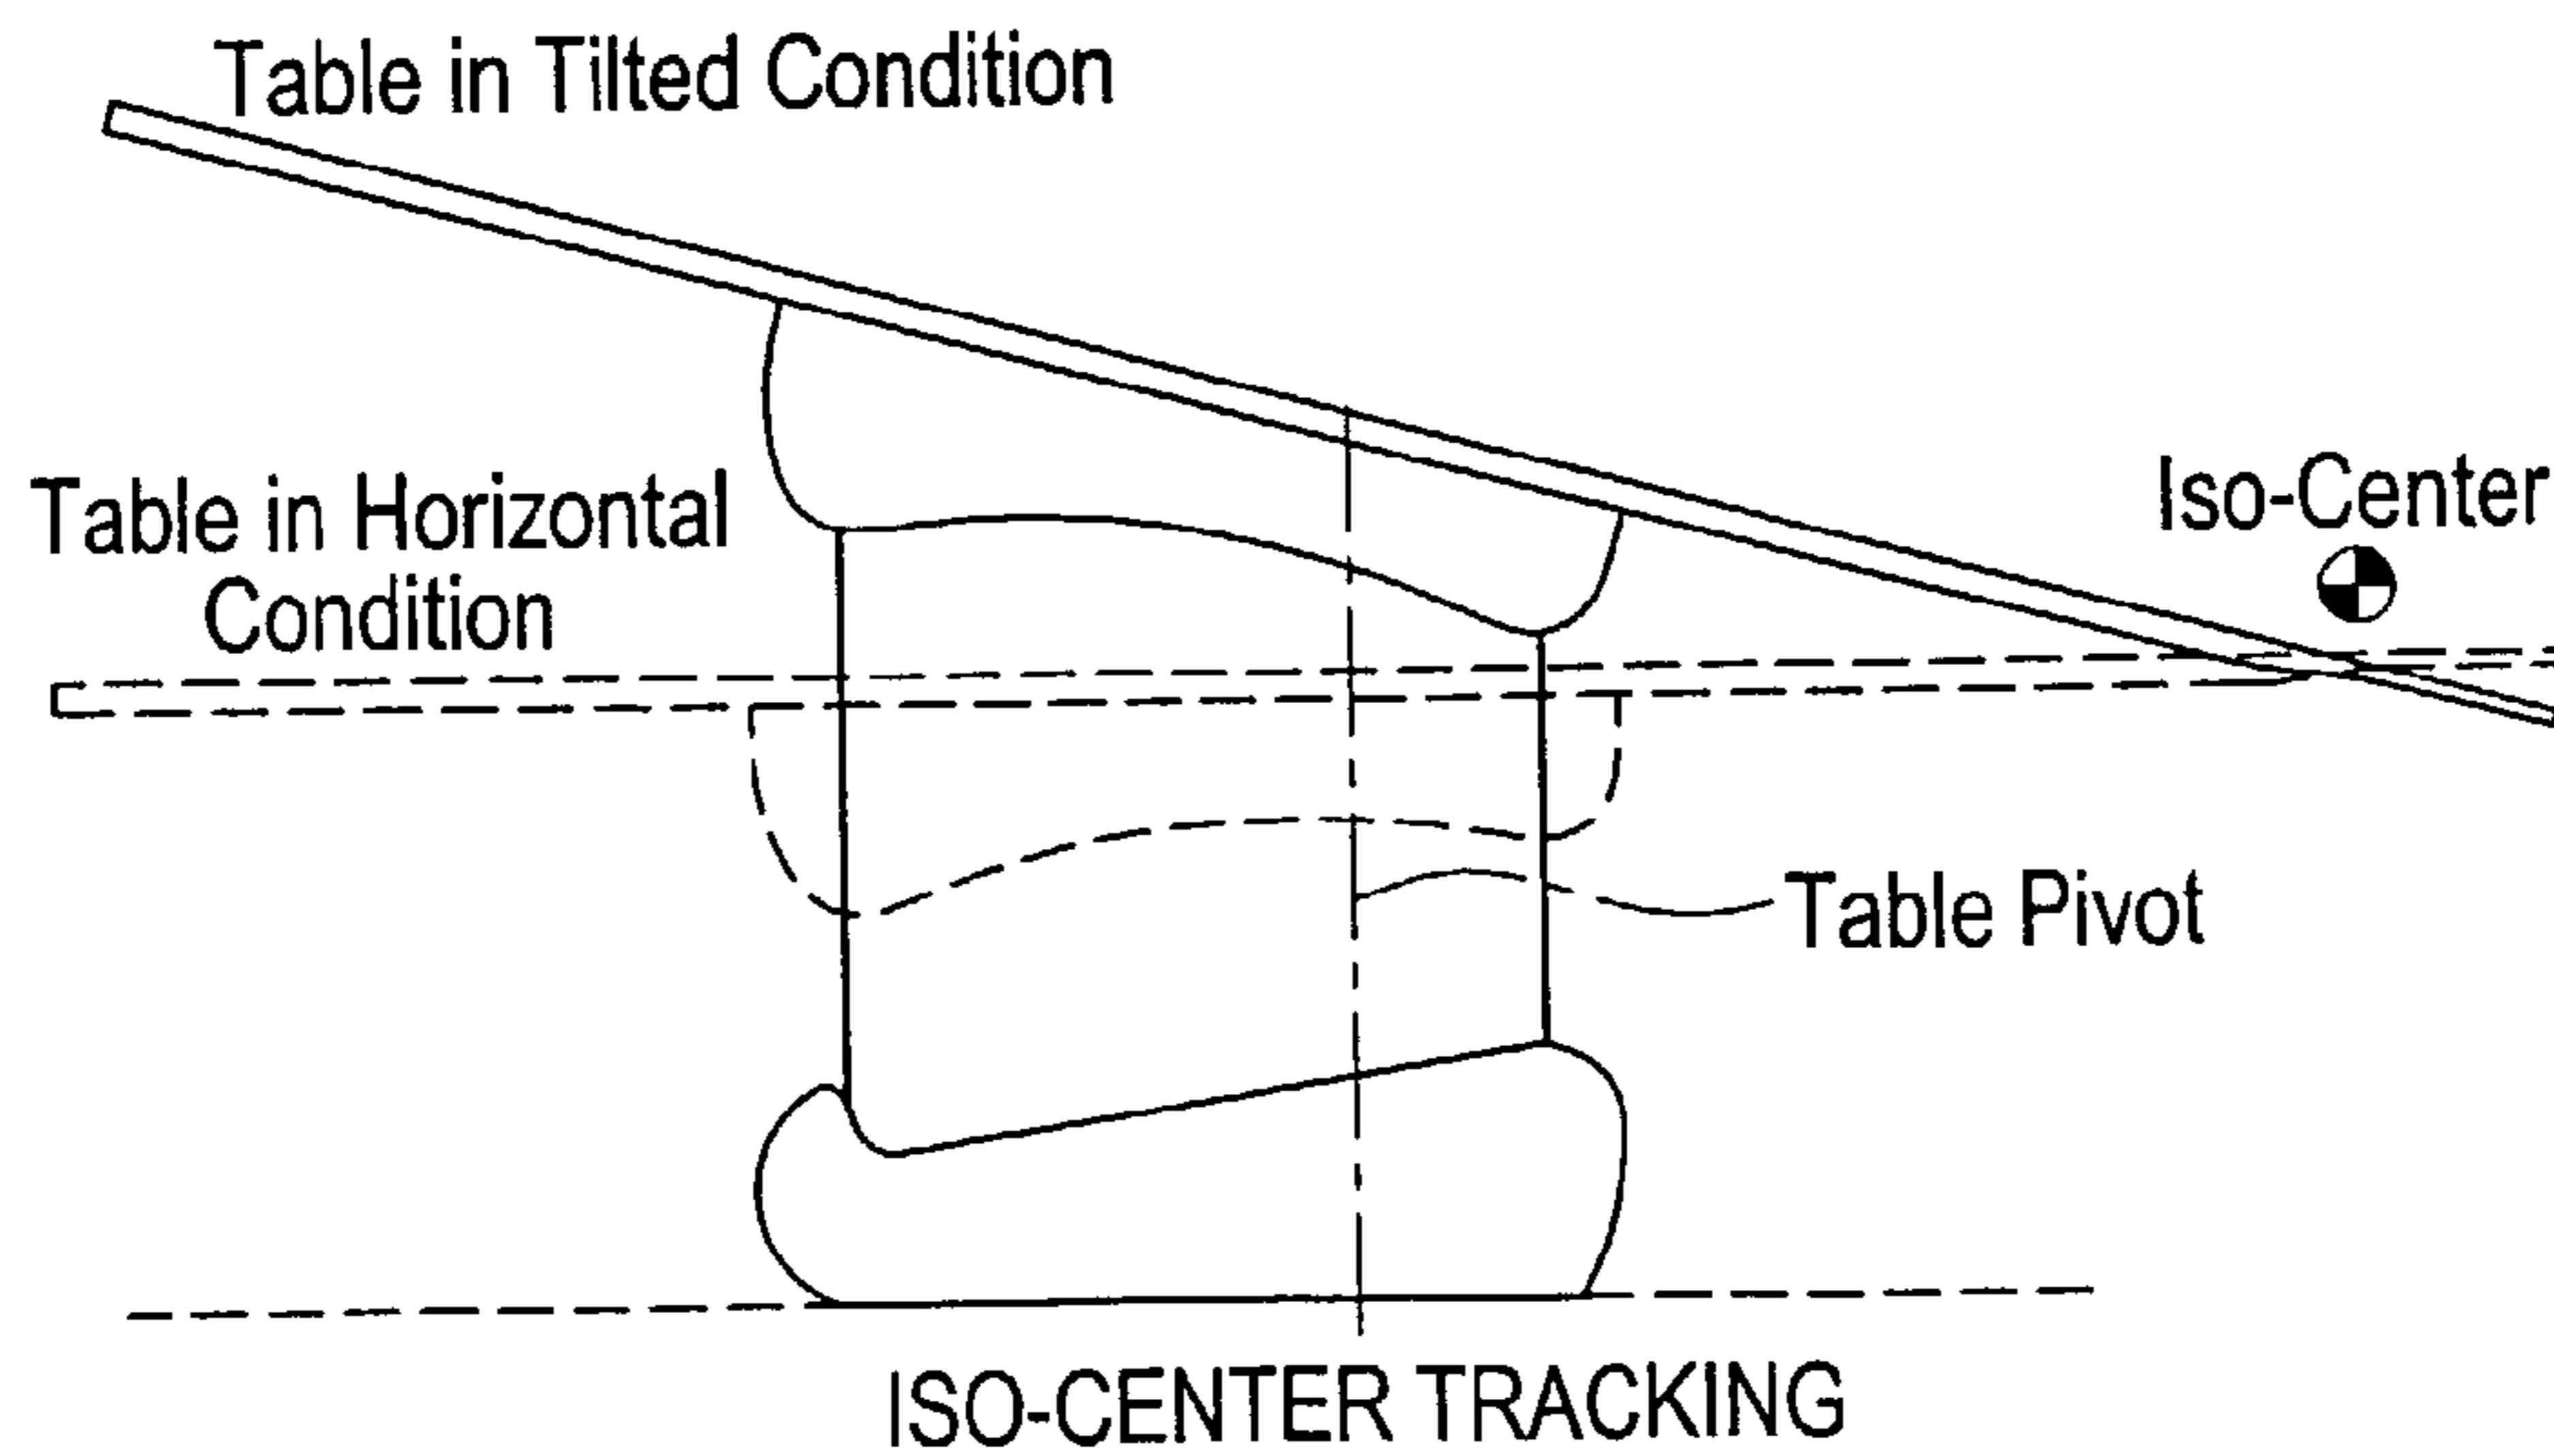 Table in Tilted Condition
Table in Horizontal
Condition
Iso-Center
Table Pivot
ISO-CENTER TRACKING